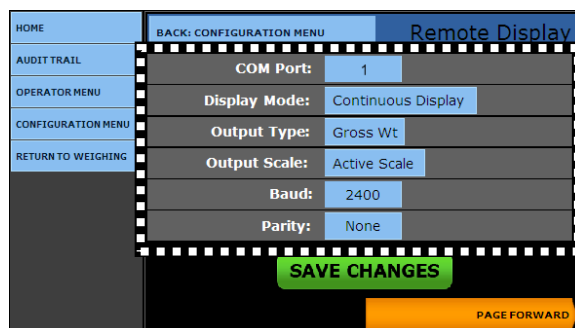 HOME
BACK: CONFIGURATION MENU
Remote Display
AUDIT TRAIL
OPERATOR MENU
CONFIGURATION MENU
RETURN TO WEIGHING
COM Port: 1
Display Mode: Continuous Display
Output Type: Gross Wt
Output Scale: Active Scale
Baud: 2400
Parity: None
SAVE CHANGES
PAGE FORWARD